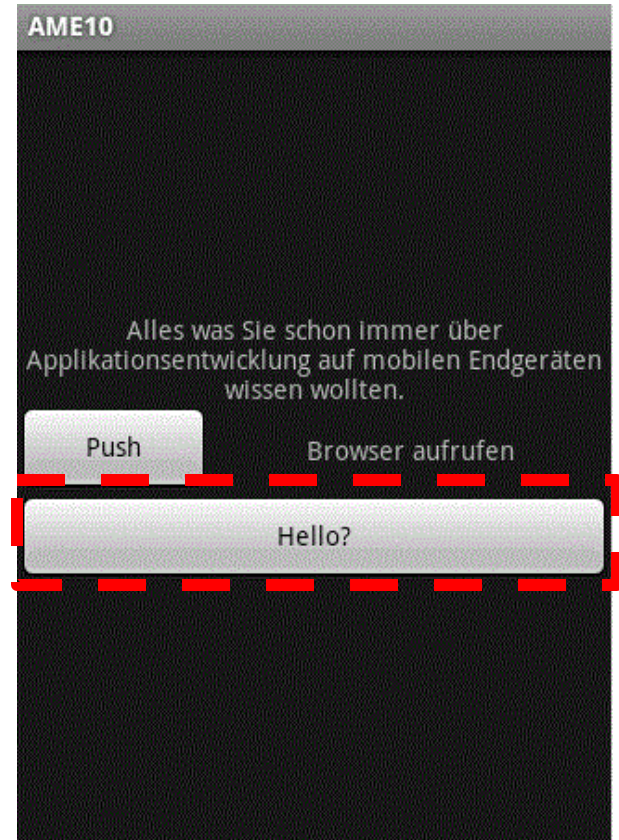 AME10
Alles was Sie schon immer über
Applikationsentwicklung auf mobilen Endgeräten
wissen wollten.
Push
Browser aufrufen
Hello?